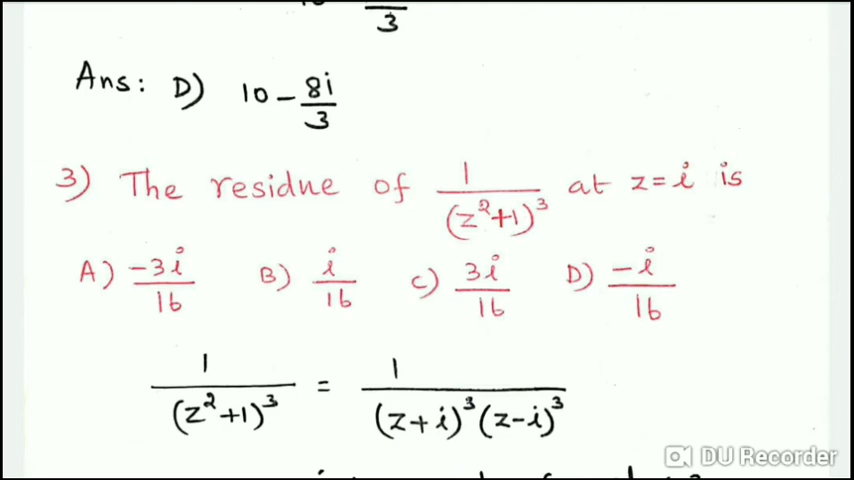 3
Ans: D) 10 - 8i/3
3) The residue of 1/(z²+1)³ at z=i is
A) -3i/16 B) i/16 C) 3i/16 D) -i/16
1/(z²+1)³ = 1/(z+i)³(z-i)³
DU Recorder